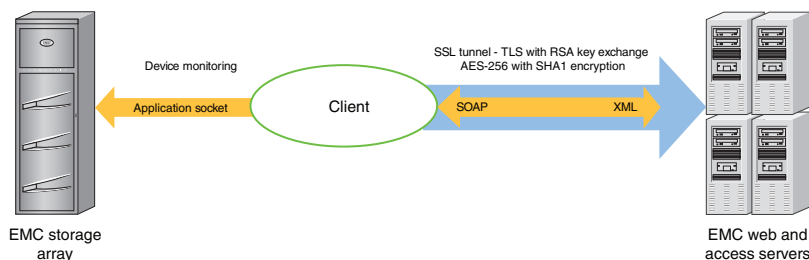 Device monitoring
Application socket
Client
SSL tunnel - TLS with RSA key exchange
AES-256 with SHA1 encryption
SOAP XML
EMC storage
array
EMC web and
access servers